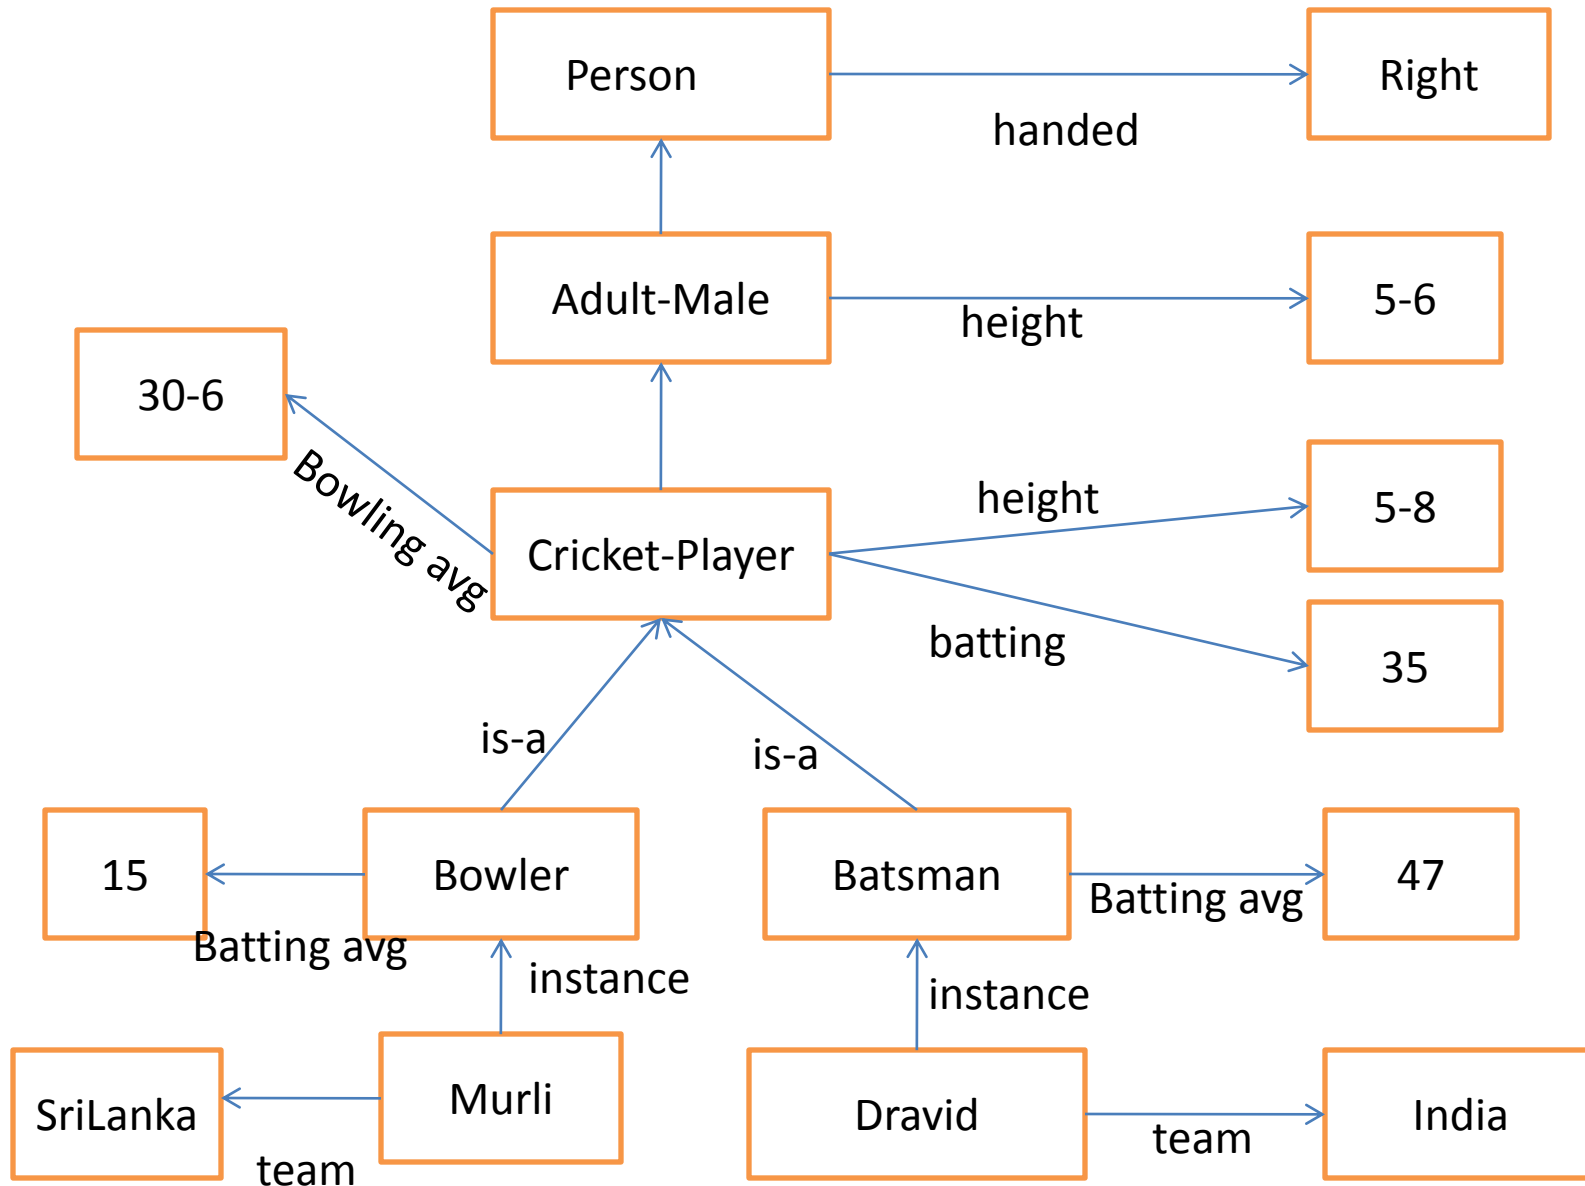 Person
Right
handed
Adult-Male
5-6
height
30-6
Bowling avg
height
5-8
Cricket-Player
batting
35
is-a
is-a
15
Bowler
Batsman
47
Batting avg
Batting avg
instance
instance
SriLanka
Murli
Dravid
India
team
team